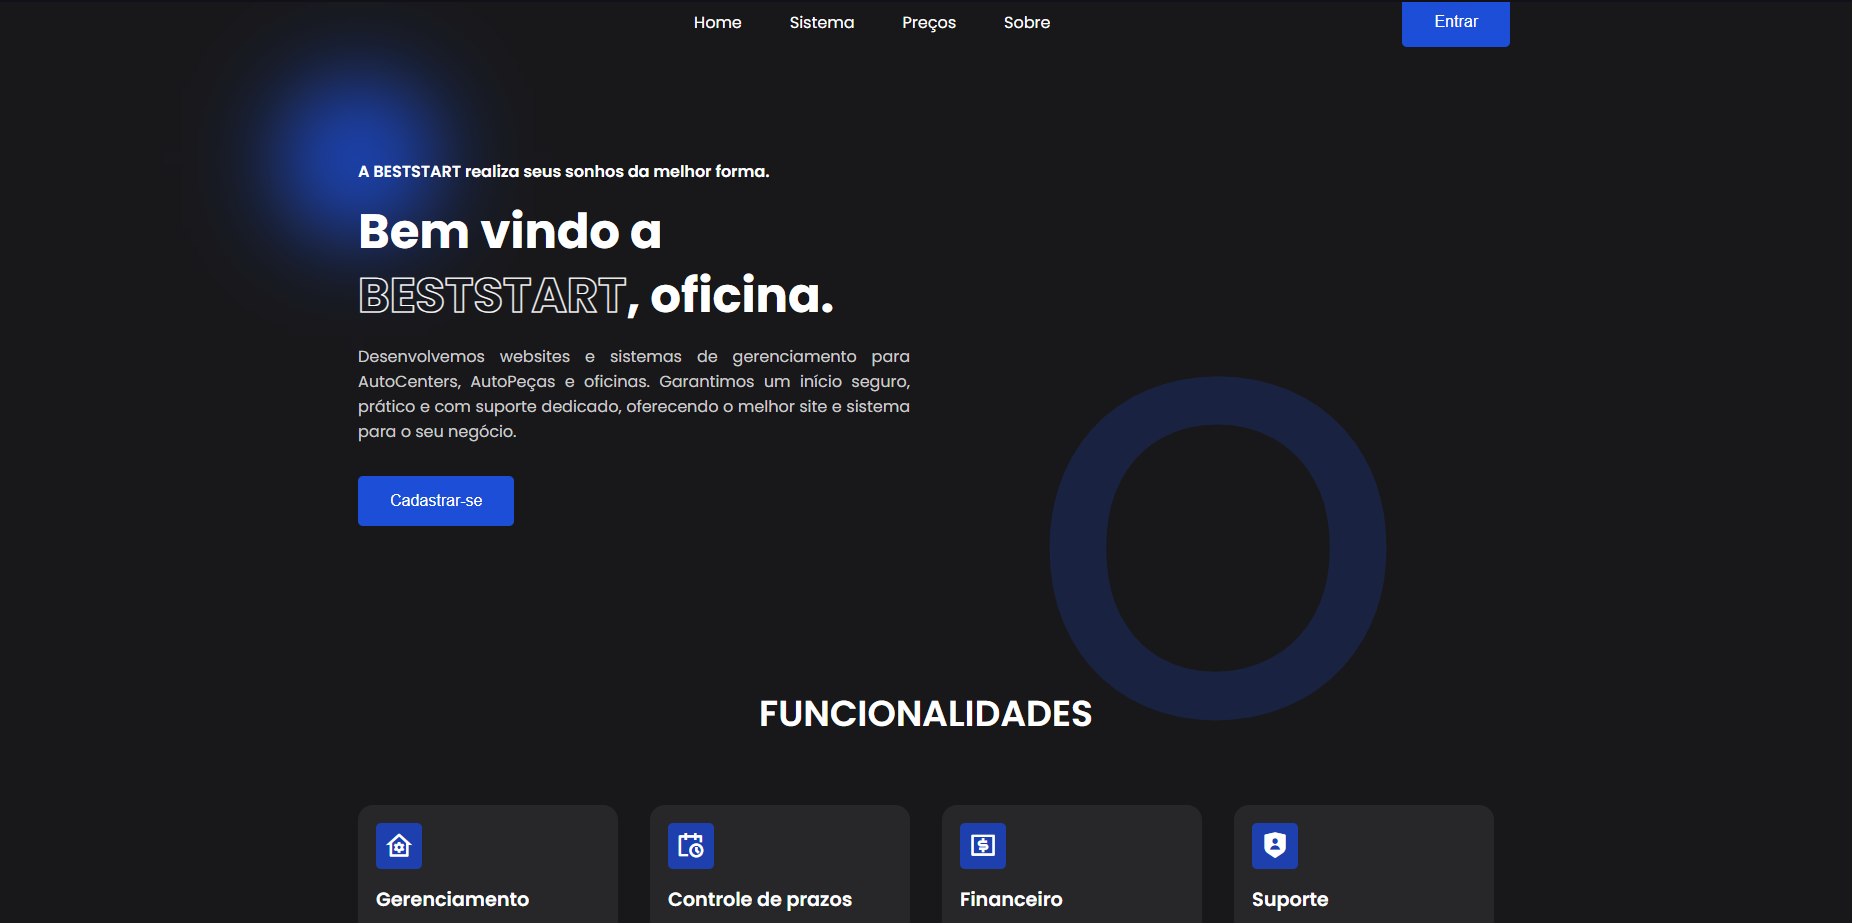 Home Sistema Preços Sobre Entrar
A BESTSTART realiza seus sonhos da melhor forma.
Bem vindo a
BESTSTART, oficina.
Desenvolvemos websites e sistemas de gerenciamento para
AutoCenters, AutoPeças e oficinas. Garantimos um início seguro,
prático e com suporte dedicado, oferecendo o melhor site e sistema
para o seu negócio.
Cadastrar-se
O
FUNCIONALIDADES
Gerenciamento Controle de prazos Financeiro Suporte